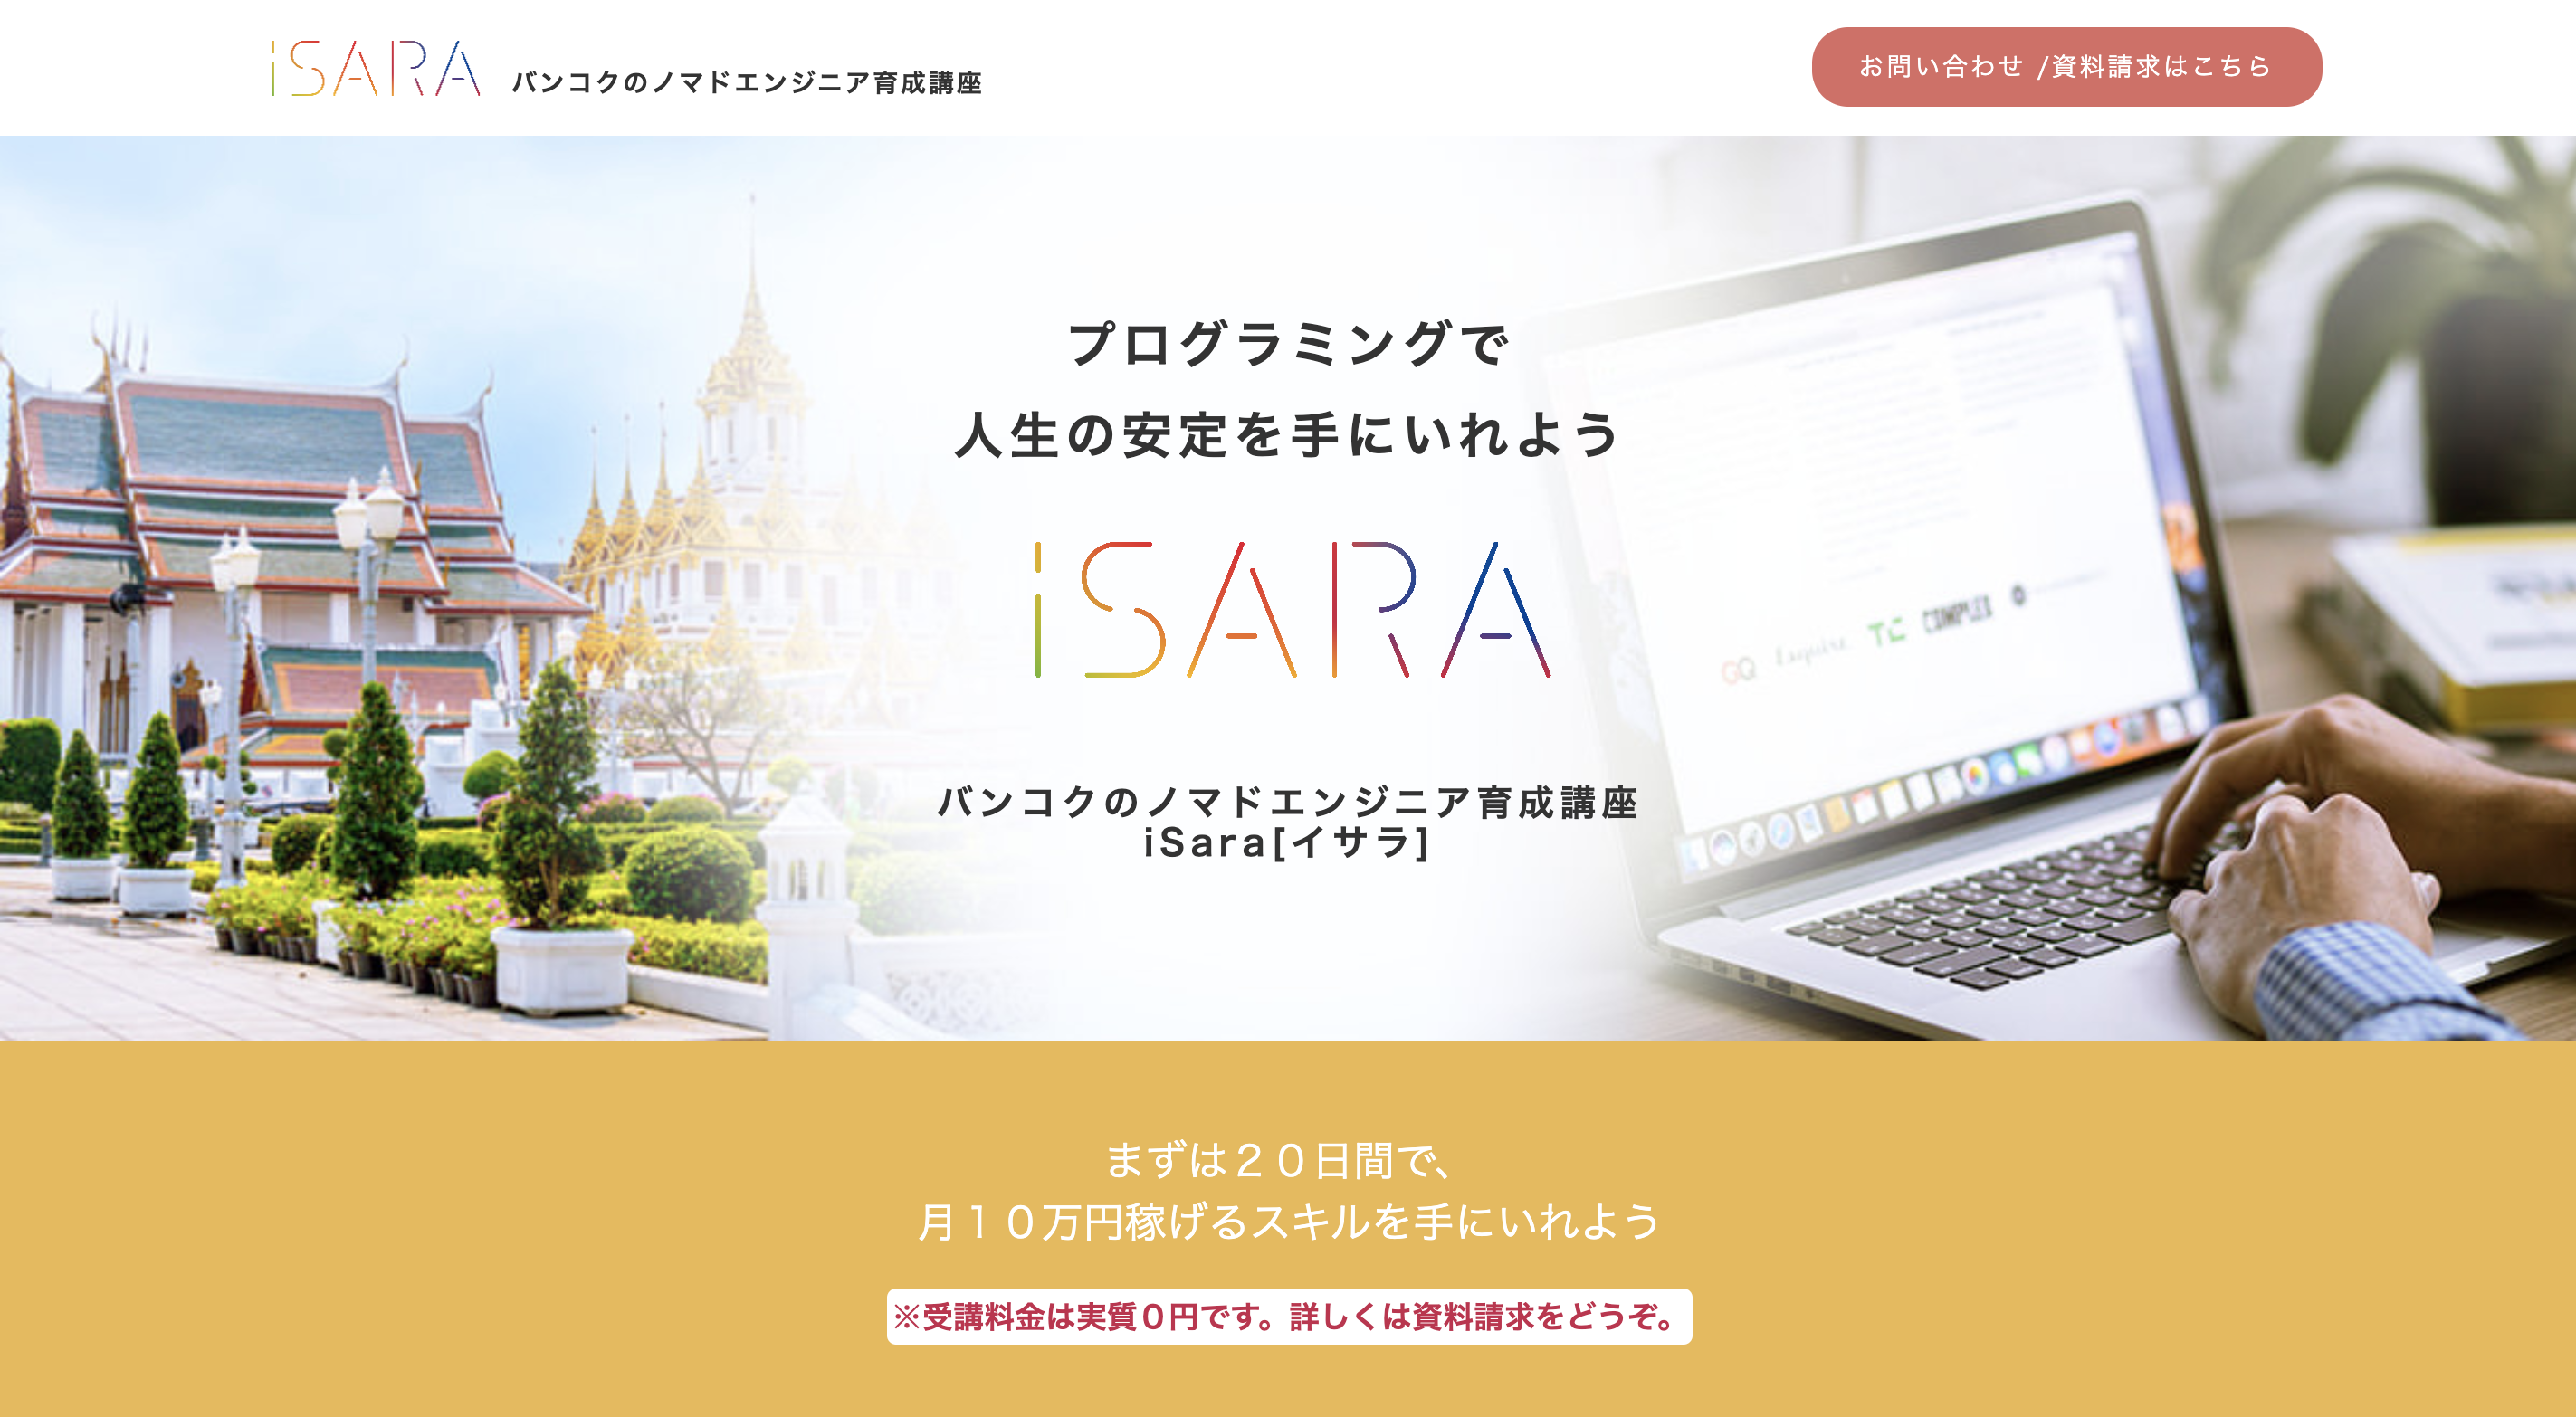 iSARA バンコクのノマドエンジニア育成講座
お問い合わせ /資料請求はこちら
プログラミングで
人生の安定を手にいれよう
iSARA
GQ Esquire TC COMPLEX
バンコクのノマドエンジニア育成講座
iSara[イサラ]
まずは２０日間で、
月１０万円稼げるスキルを手にいれよう
※受講料金は実質０円です。詳しくは資料請求をどうぞ。